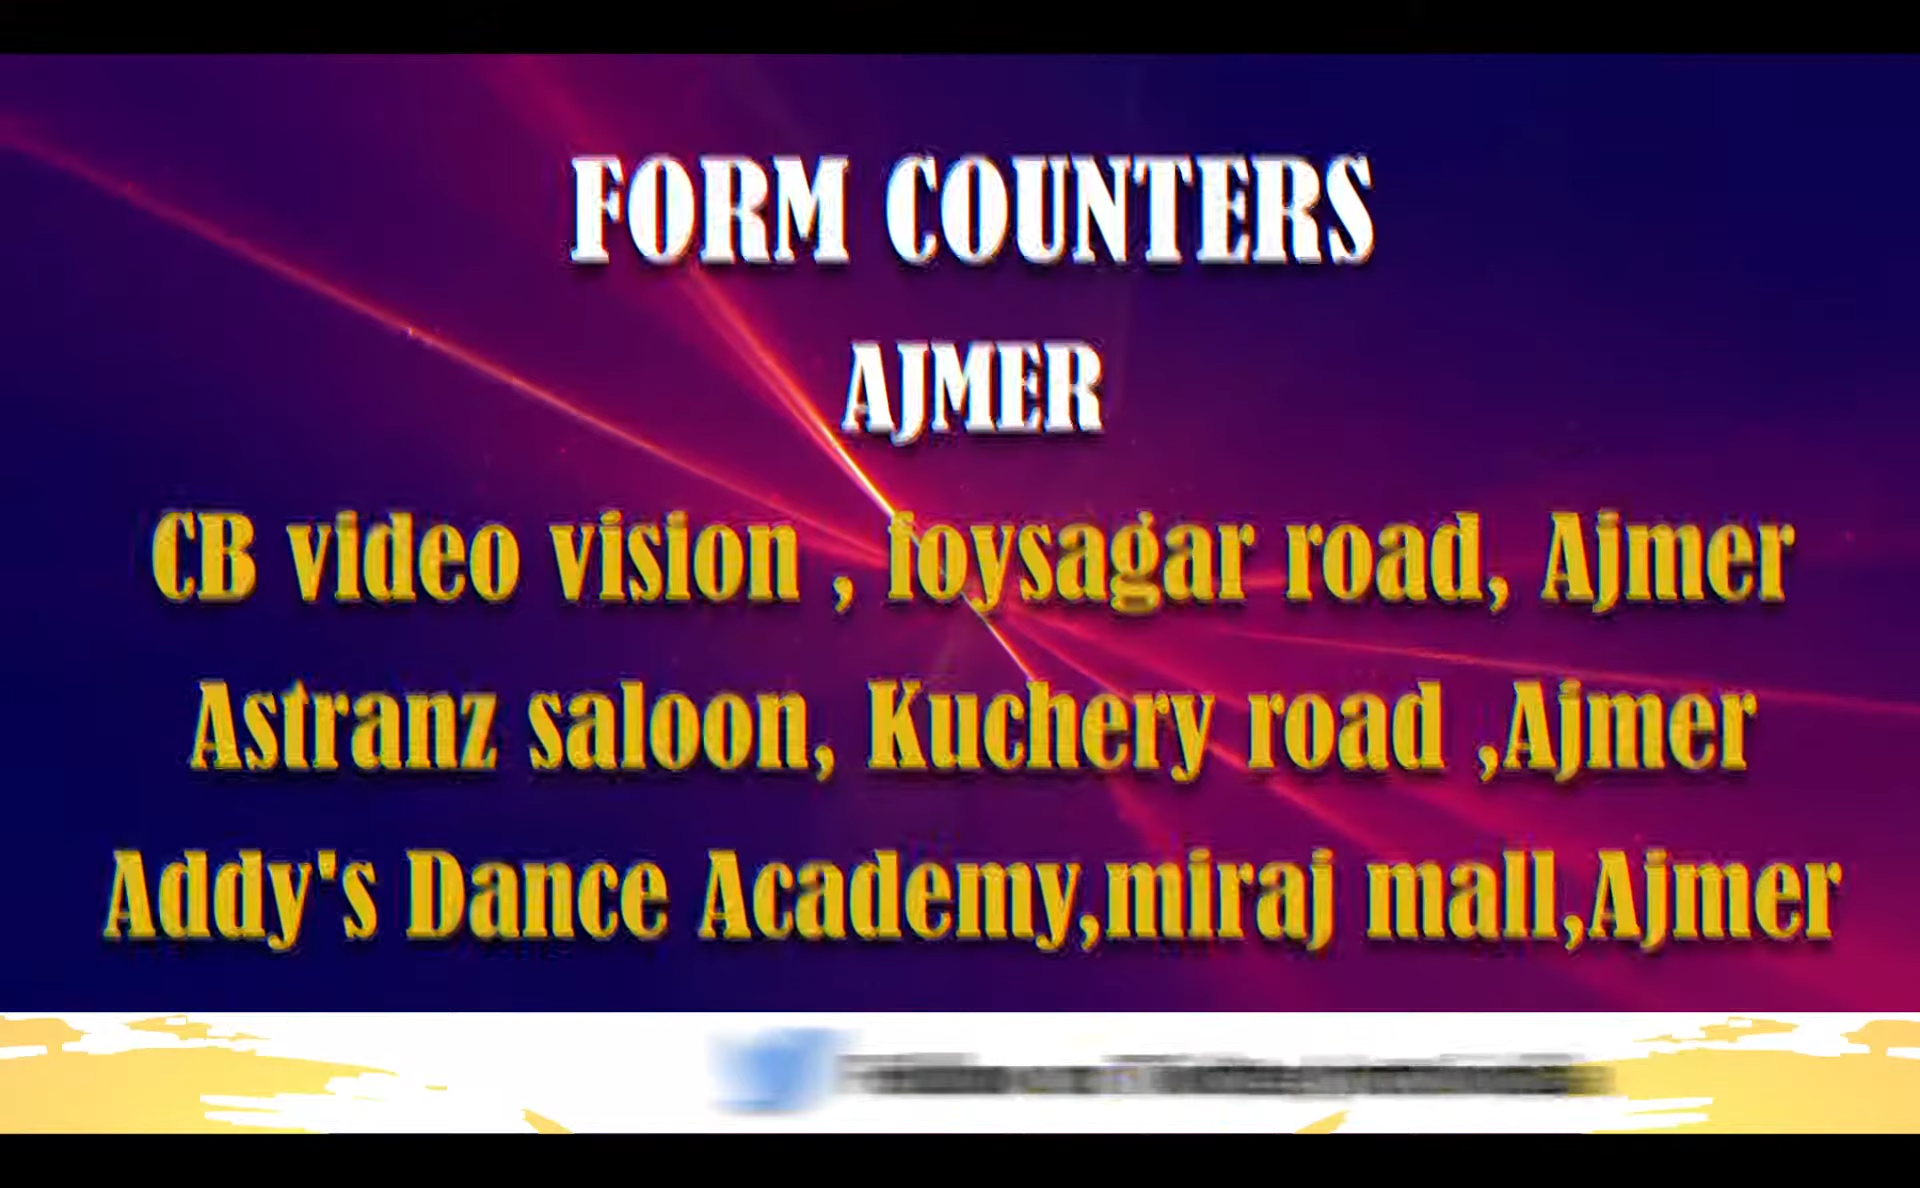 FORM COUNTERS
AJMER
CB video vision , foysagar road, Ajmer
Astranz saloon, Kuchery road ,Ajmer
Addy's Dance Academy,miraj mall,Ajmer